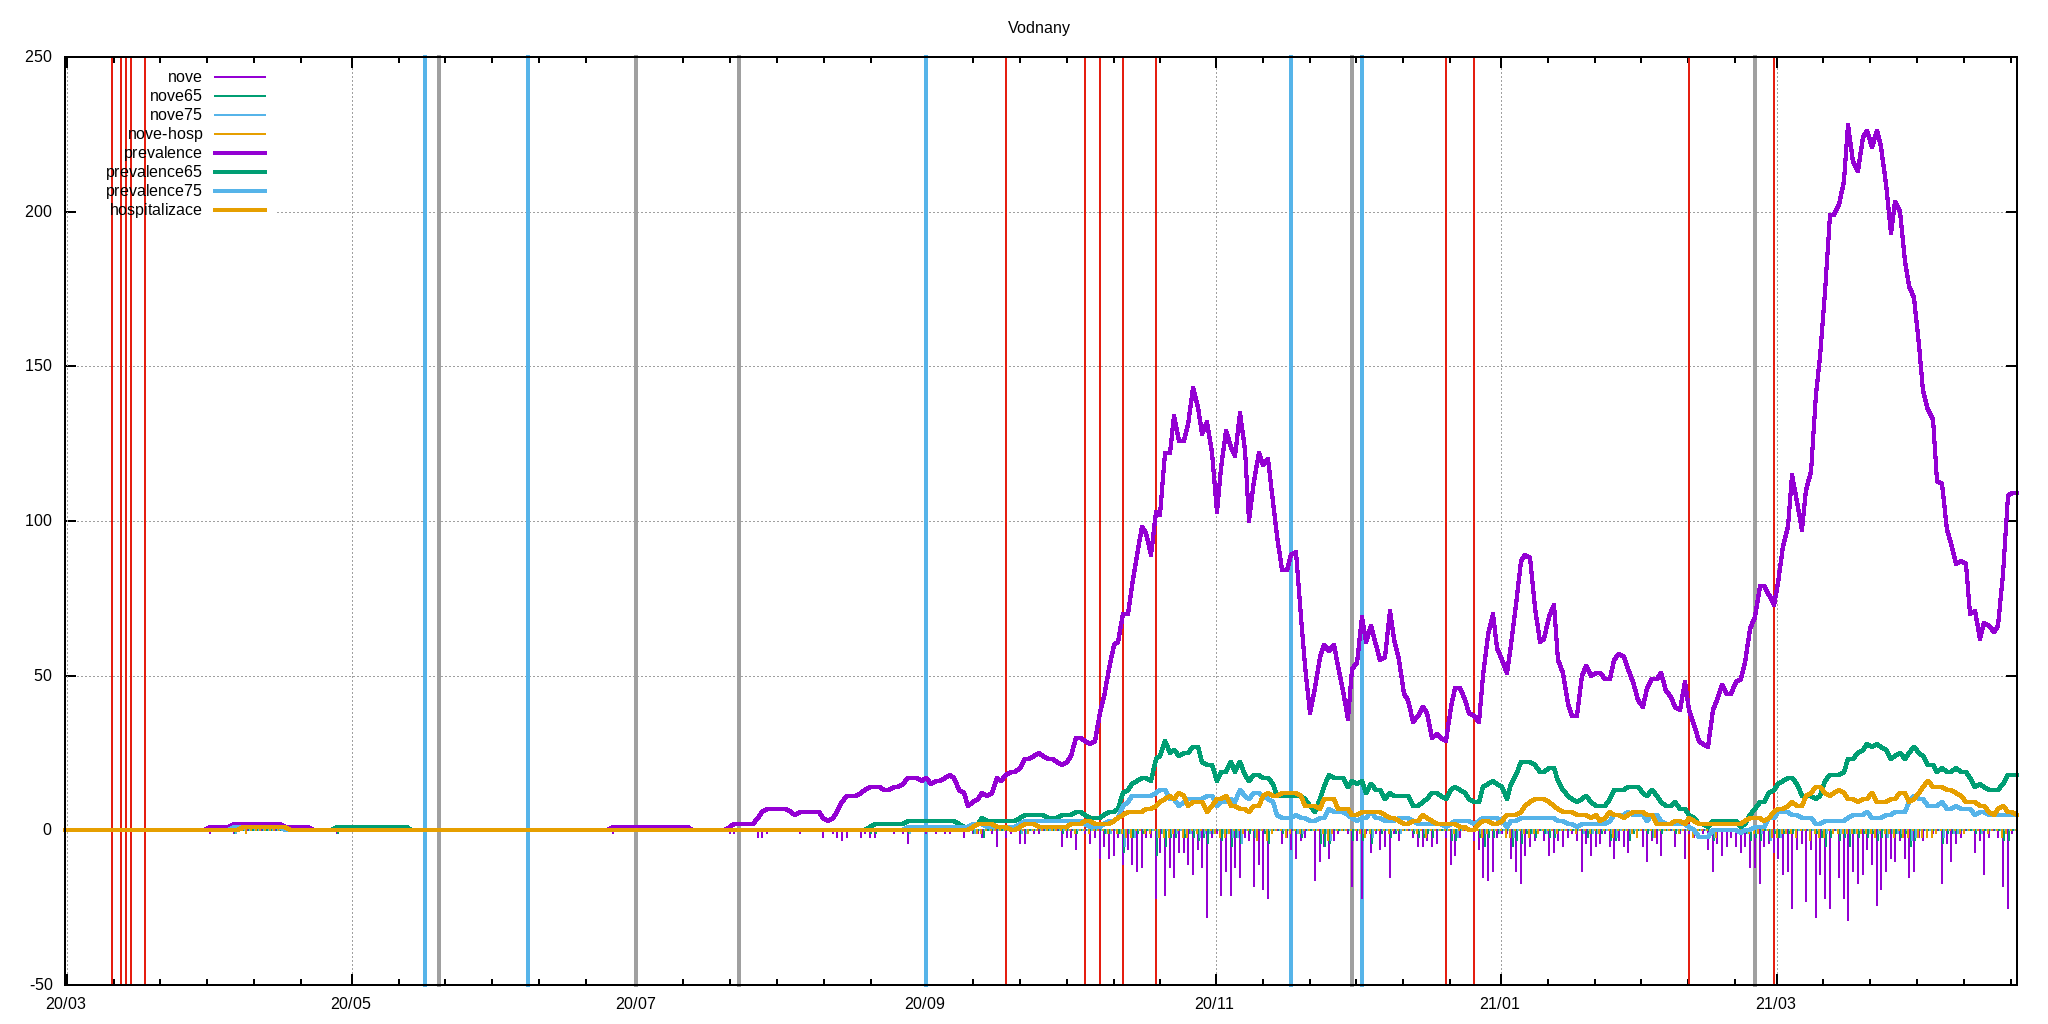 Vodnany
250
200
150
100
50
0
-50
nove
nove65
nove75
nove-hosp
prevalence
prevalence65
prevalence75
hospitalizace
20/03
20/05
20/07
20/09
20/11
21/01
21/03